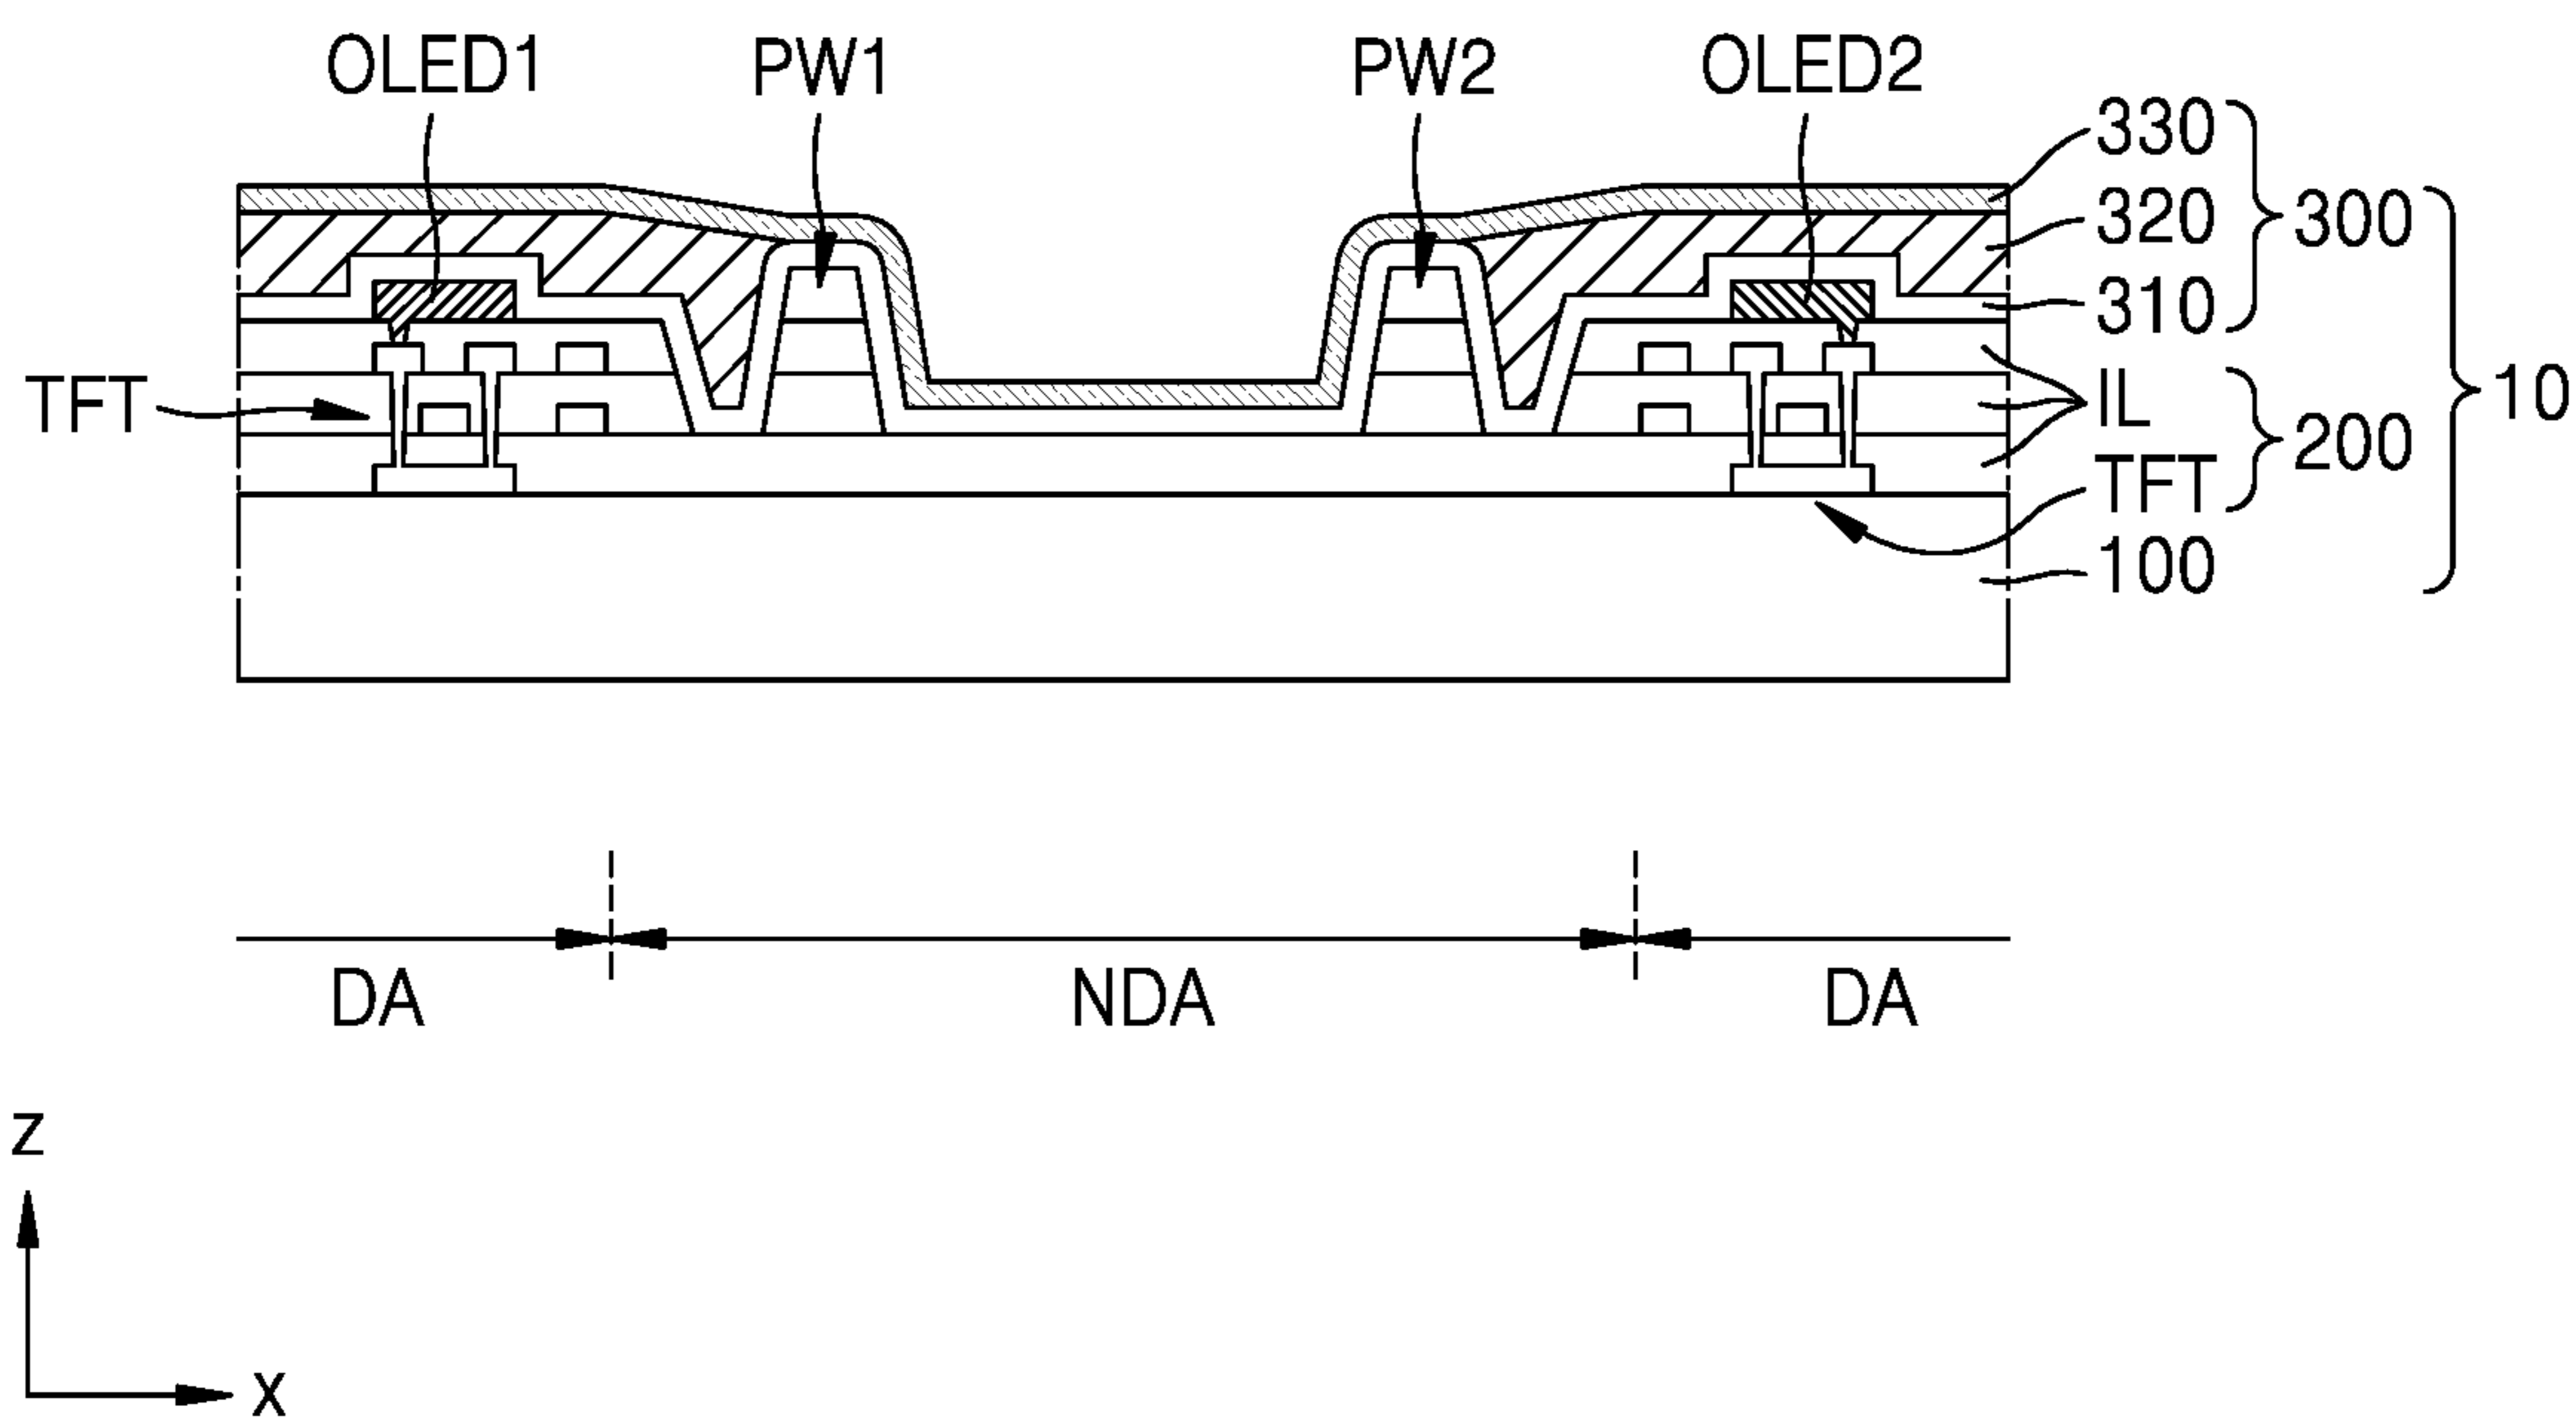 OLED1 PW1 PW2 OLED2
330
320 300
310
TFT IL 10
200
TFT
100
DA NDA DA
z
x